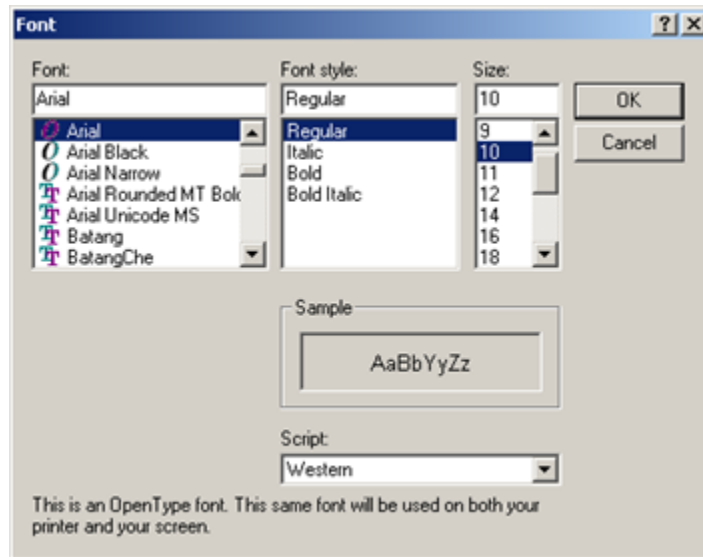 Font
Font:
Font style:
Size:
Arial
Regular
10
OK
Cancel
Arial
Arial Black
Arial Narrow
Arial Rounded MT Bolc
Arial Unicode MS
Batang
BatangChe
Regular
Italic
Bold
Bold Italic
9
10
11
12
14
16
18
Sample
AaBbYyZz
Script:
Western
This is an OpenType font. This same font will be used on both your
printer and your screen.